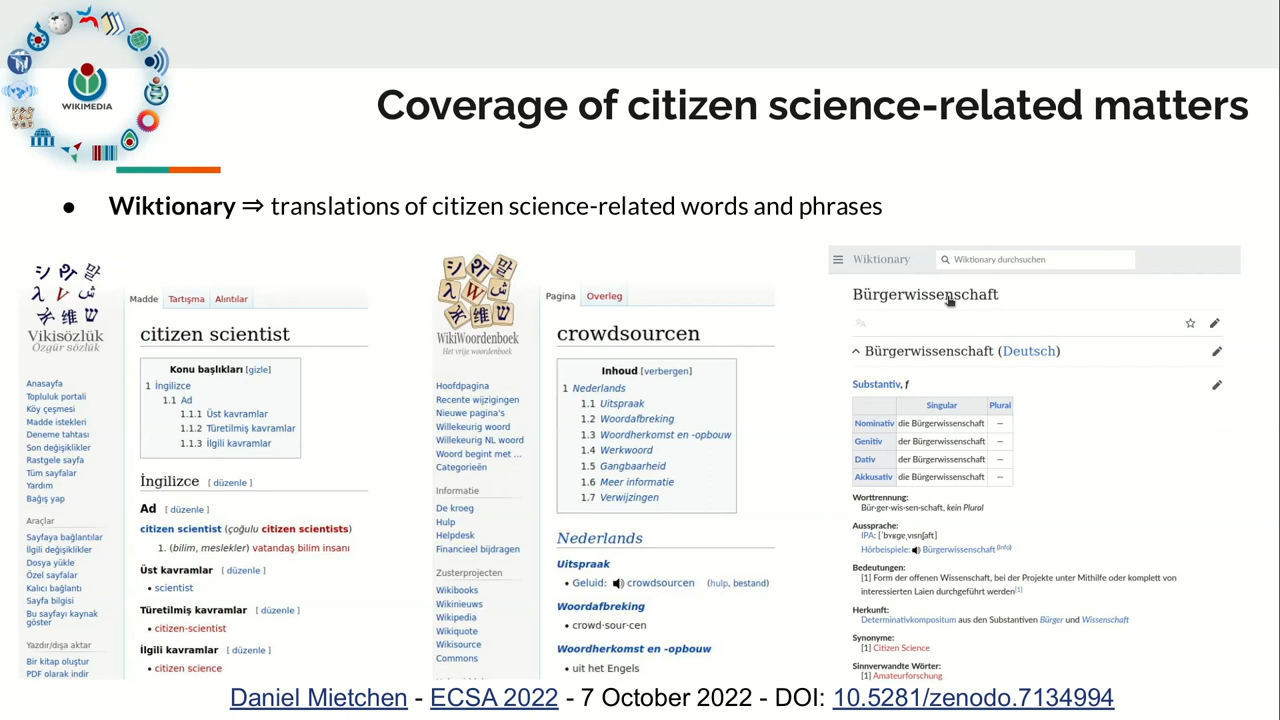 WIKIMEDIA
Coverage of citizen science-related matters
● Wiktionary ⇒ translations of citizen science-related words and phrases
Vikisözlük
Özgür sözlük
Anasayfa
Topluluk portali
Köy çeşmesi
Madde istekleri
Deneme tahtası
Son değişiklikler
Rastgele sayfa
Tüm sayfalar
Yardım
Bağış yap
Araçlar
Sayfaya bağlantılar
İlgili değişiklikler
Dosya yükle
Özel sayfalar
Kalıcı bağlantı
Sayfa bilgisi
Bu sayfayı kaynak
göster
Yazdır/dışa aktar
Bir kitap oluştur
PDF olarak indir
Madde Tartışma Alıntılar
citizen scientist
Konu başlıkları [gizle]
1 İngilizce
1.1 Ad
1.1.1 Üst kavramlar
1.1.2 Türetilmiş kavramlar
1.1.3 İlgili kavramlar
İngilizce [ düzenle ]
Ad [ düzenle ]
citizen scientist (çoğulu citizen scientists)
1. (bilim, meslekler) vatandaş bilim insanı
Üst kavramlar [ düzenle ]
• scientist
Türetilmiş kavramlar [ düzenle ]
• citizen-scientist
İlgili kavramlar [ düzenle ]
• citizen science
WikiWoordenboek
Het vrije woordenboek
Hoofdpagina
Recente wijzigingen
Nieuwe pagina's
Willekeurig woord
Willekeurig NL woord
Woord begint met ...
Categorieën
Informatie
De kroeg
Hulp
Helpdesk
Financieel bijdragen
Zusterprojecten
Wikibooks
Wikinieuws
Wikipedia
Wikiquote
Wikisource
Commons
Pagina Overleg
crowdsourcen
Inhoud [verbergen]
1 Nederlands
1.1 Uitspraak
1.2 Woordafbreking
1.3 Woordherkomst en -opbouw
1.4 Werkwoord
1.5 Gangbaarheid
1.6 Meer informatie
1.7 Verwijzingen
Nederlands
Uitspraak
• Geluid: crowdsourcen (hulp, bestand)
Woordafbreking
• crowd·sour·cen
Woordherkomst en -opbouw
• uit het Engels
Wiktionary Wiktionary durchsuchen
Bürgerwissenschaft
Bürgerwissenschaft (Deutsch)
Substantiv, f
Singular Plural
Nominativ die Bürgerwissenschaft —
Genitiv der Bürgerwissenschaft —
Dativ der Bürgerwissenschaft —
Akkusativ die Bürgerwissenschaft —
Worttrennung:
Bür·ger·wis·sen·schaft, kein Plural
Aussprache:
IPA: [ˈbʏʁɡɐˌvɪsn̩ʃaft]
Hörbeispiele: Bürgerwissenschaft (Info)
Bedeutungen:
[1] Form der offenen Wissenschaft, bei der Projekte unter Mithilfe oder komplett von
interessierten Laien durchgeführt werden[1]
Herkunft:
Determinativkompositum aus den Substantiven Bürger und Wissenschaft
Synonyme:
[1] Citizen Science
Sinnverwandte Wörter:
[1] Amateurforschung
Daniel Mietchen - ECSA 2022 - 7 October 2022 - DOI: 10.5281/zenodo.7134994